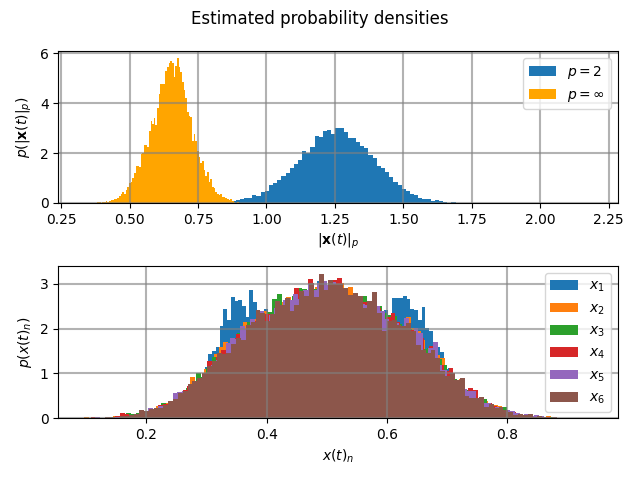 Estimated probability densities
p(|x(t)|ₚ)
6
4
2
0
p = 2
p = ∞
0.25 0.50 0.75 1.00 1.25 1.50 1.75 2.00 2.25
|x(t)|ₚ
p(x(t)ₙ)
3
2
1
0
x₁
x₂
x₃
x₄
x₅
x₆
0.2 0.4 0.6 0.8
x(t)ₙ